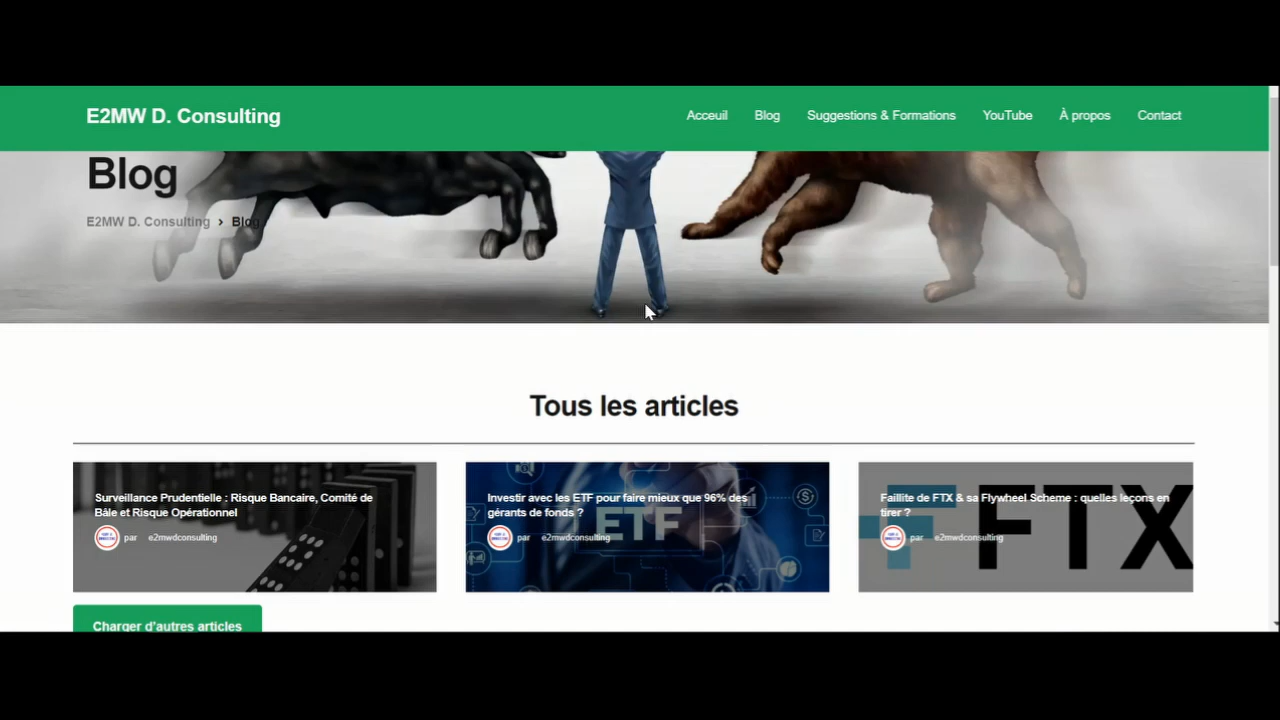 E2MW D. Consulting
Acceuil Blog Suggestions & Formations YouTube À propos Contact
Blog
E2MW D. Consulting > Blog
Tous les articles
Surveillance Prudentielle : Risque Bancaire, Comité de
Bâle et Risque Opérationnel
par e2mwdconsulting
Investir avec les ETF pour faire mieux que 96% des
gérants de fonds ?
par e2mwdconsulting
ETF
Faillite de FTX & sa Flywheel Scheme : quelles leçons en
tirer ?
par e2mwdconsulting
FTX
Charger d'autres articles